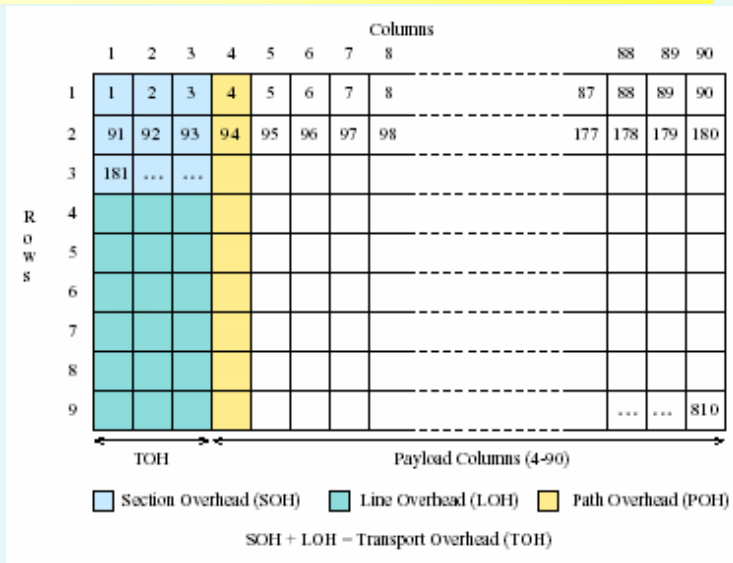 Columns
1 2 3 4 5 6 7 8 88 89 90
1 1 2 3 4 5 6 7 8 87 88 89 90
2 91 92 93 94 95 96 97 98 177 178 179 180
3 181 ... ...
Rows
4
5
6
7
8
9 ... ... 810
TOH Payload Columns (4-90)
Section Overhead (SOH) Line Overhead (LOH) Path Overhead (POH)
SOH + LOH = Transport Overhead (TOH)